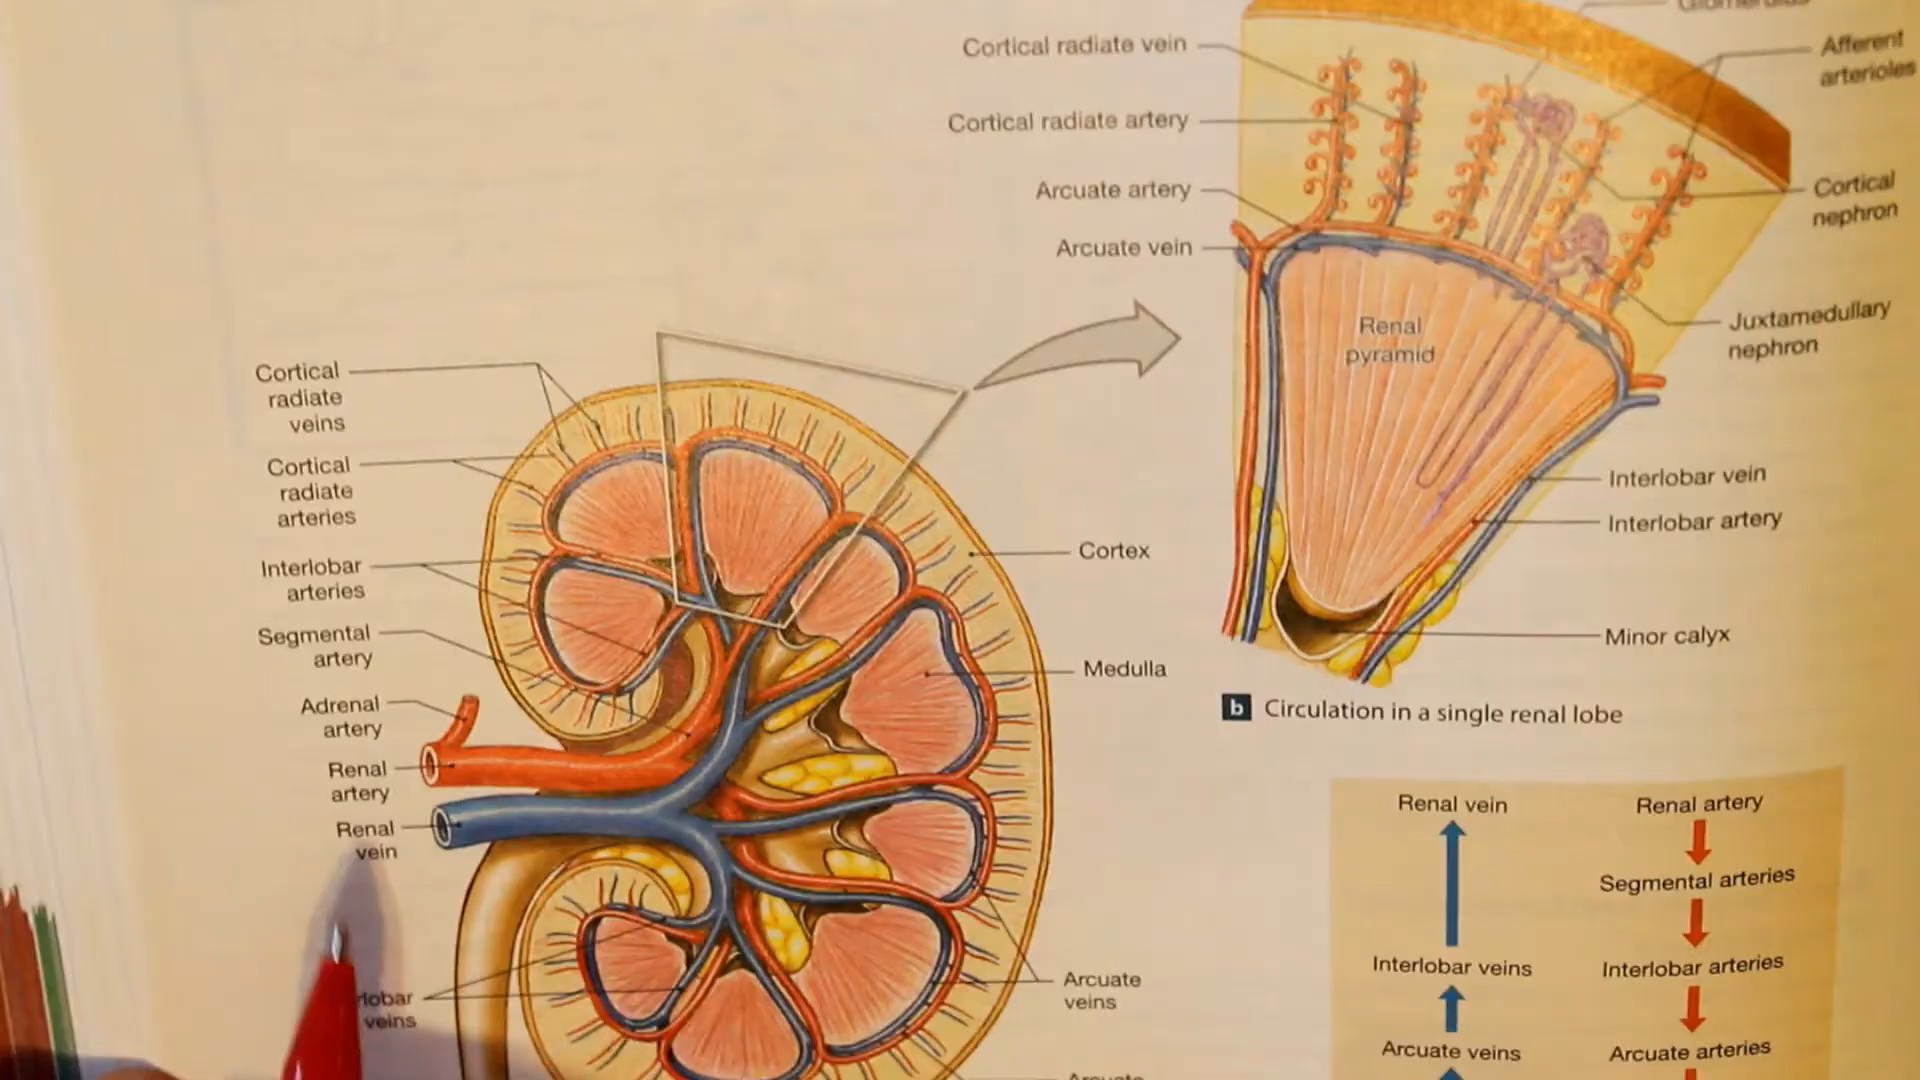 Cortical radiate vein
Cortical radiate artery
Arcuate artery
Arcuate vein
Glomerulus
Afferent
arterioles
Cortical
nephron
Juxtamedullary
nephron
Renal
pyramid
Interlobar vein
Interlobar artery
Minor calyx
b Circulation in a single renal lobe
Cortical
radiate
veins
Cortical
radiate
arteries
Interlobar
arteries
Segmental
artery
Adrenal
artery
Renal
artery
Renal
vein
lobar
veins
Cortex
Medulla
Arcuate
veins
Renal vein
Renal artery
Segmental arteries
Interlobar veins
Interlobar arteries
Arcuate veins
Arcuate arteries